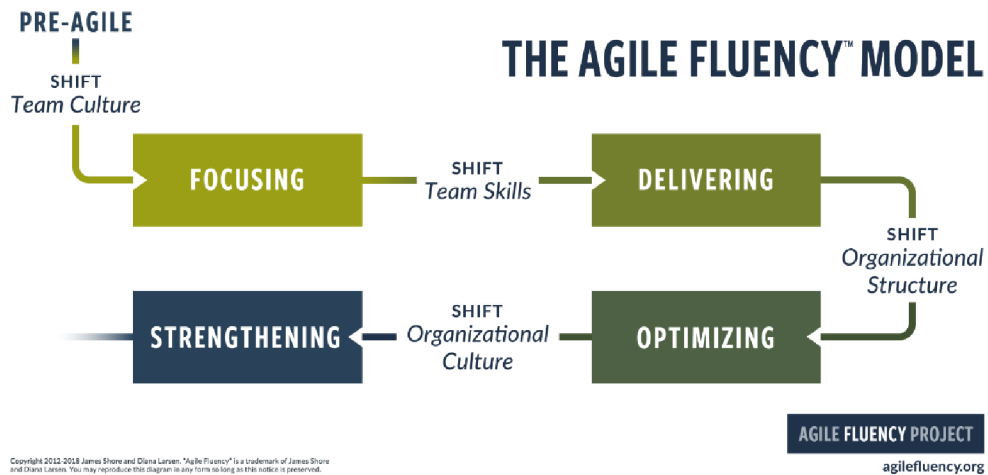 PRE-AGILE
THE AGILE FLUENCY™ MODEL
SHIFT
Team Culture
FOCUSING
SHIFT
Team Skills
DELIVERING
SHIFT
Organizational
Structure
STRENGTHENING
SHIFT
Organizational
Culture
OPTIMIZING
AGILE FLUENCY PROJECT
Copyright 2012-2018 James Shore and Diana Larsen. "Agile Fluency" is a trademark of James Shore
and Diana Larsen. You may reproduce this diagram in any form so long as this notice is preserved.
agilefluency.org